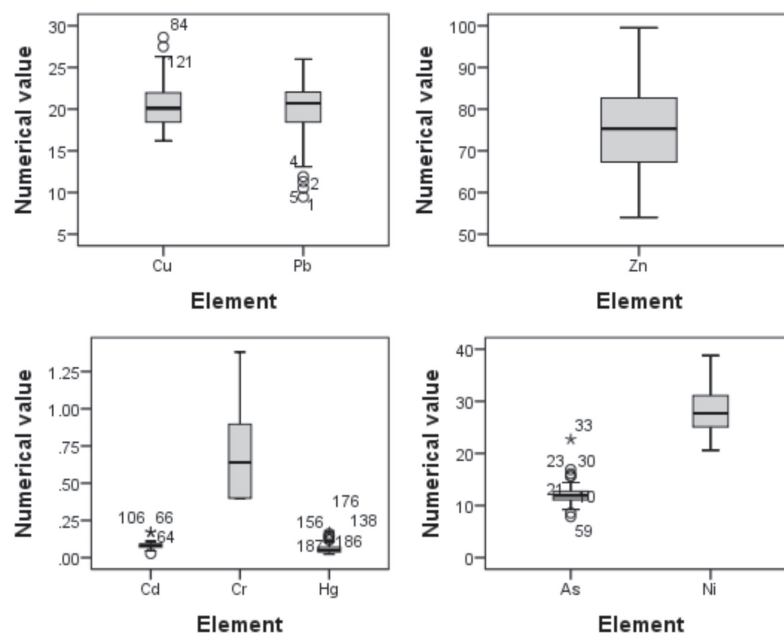 Numerical value
30
25
20
15
10
5
84
121
4
2
5
1
Cu
Pb
Element
Numerical value
100
90
80
70
60
50
Zn
Element
Numerical value
1.25
1.00
.75
.50
.25
.00
106 66
64
176
156 138
187 186
Cd
Cr
Hg
Element
Numerical value
40
30
20
10
0
33
23 30
59
As
Ni
Element